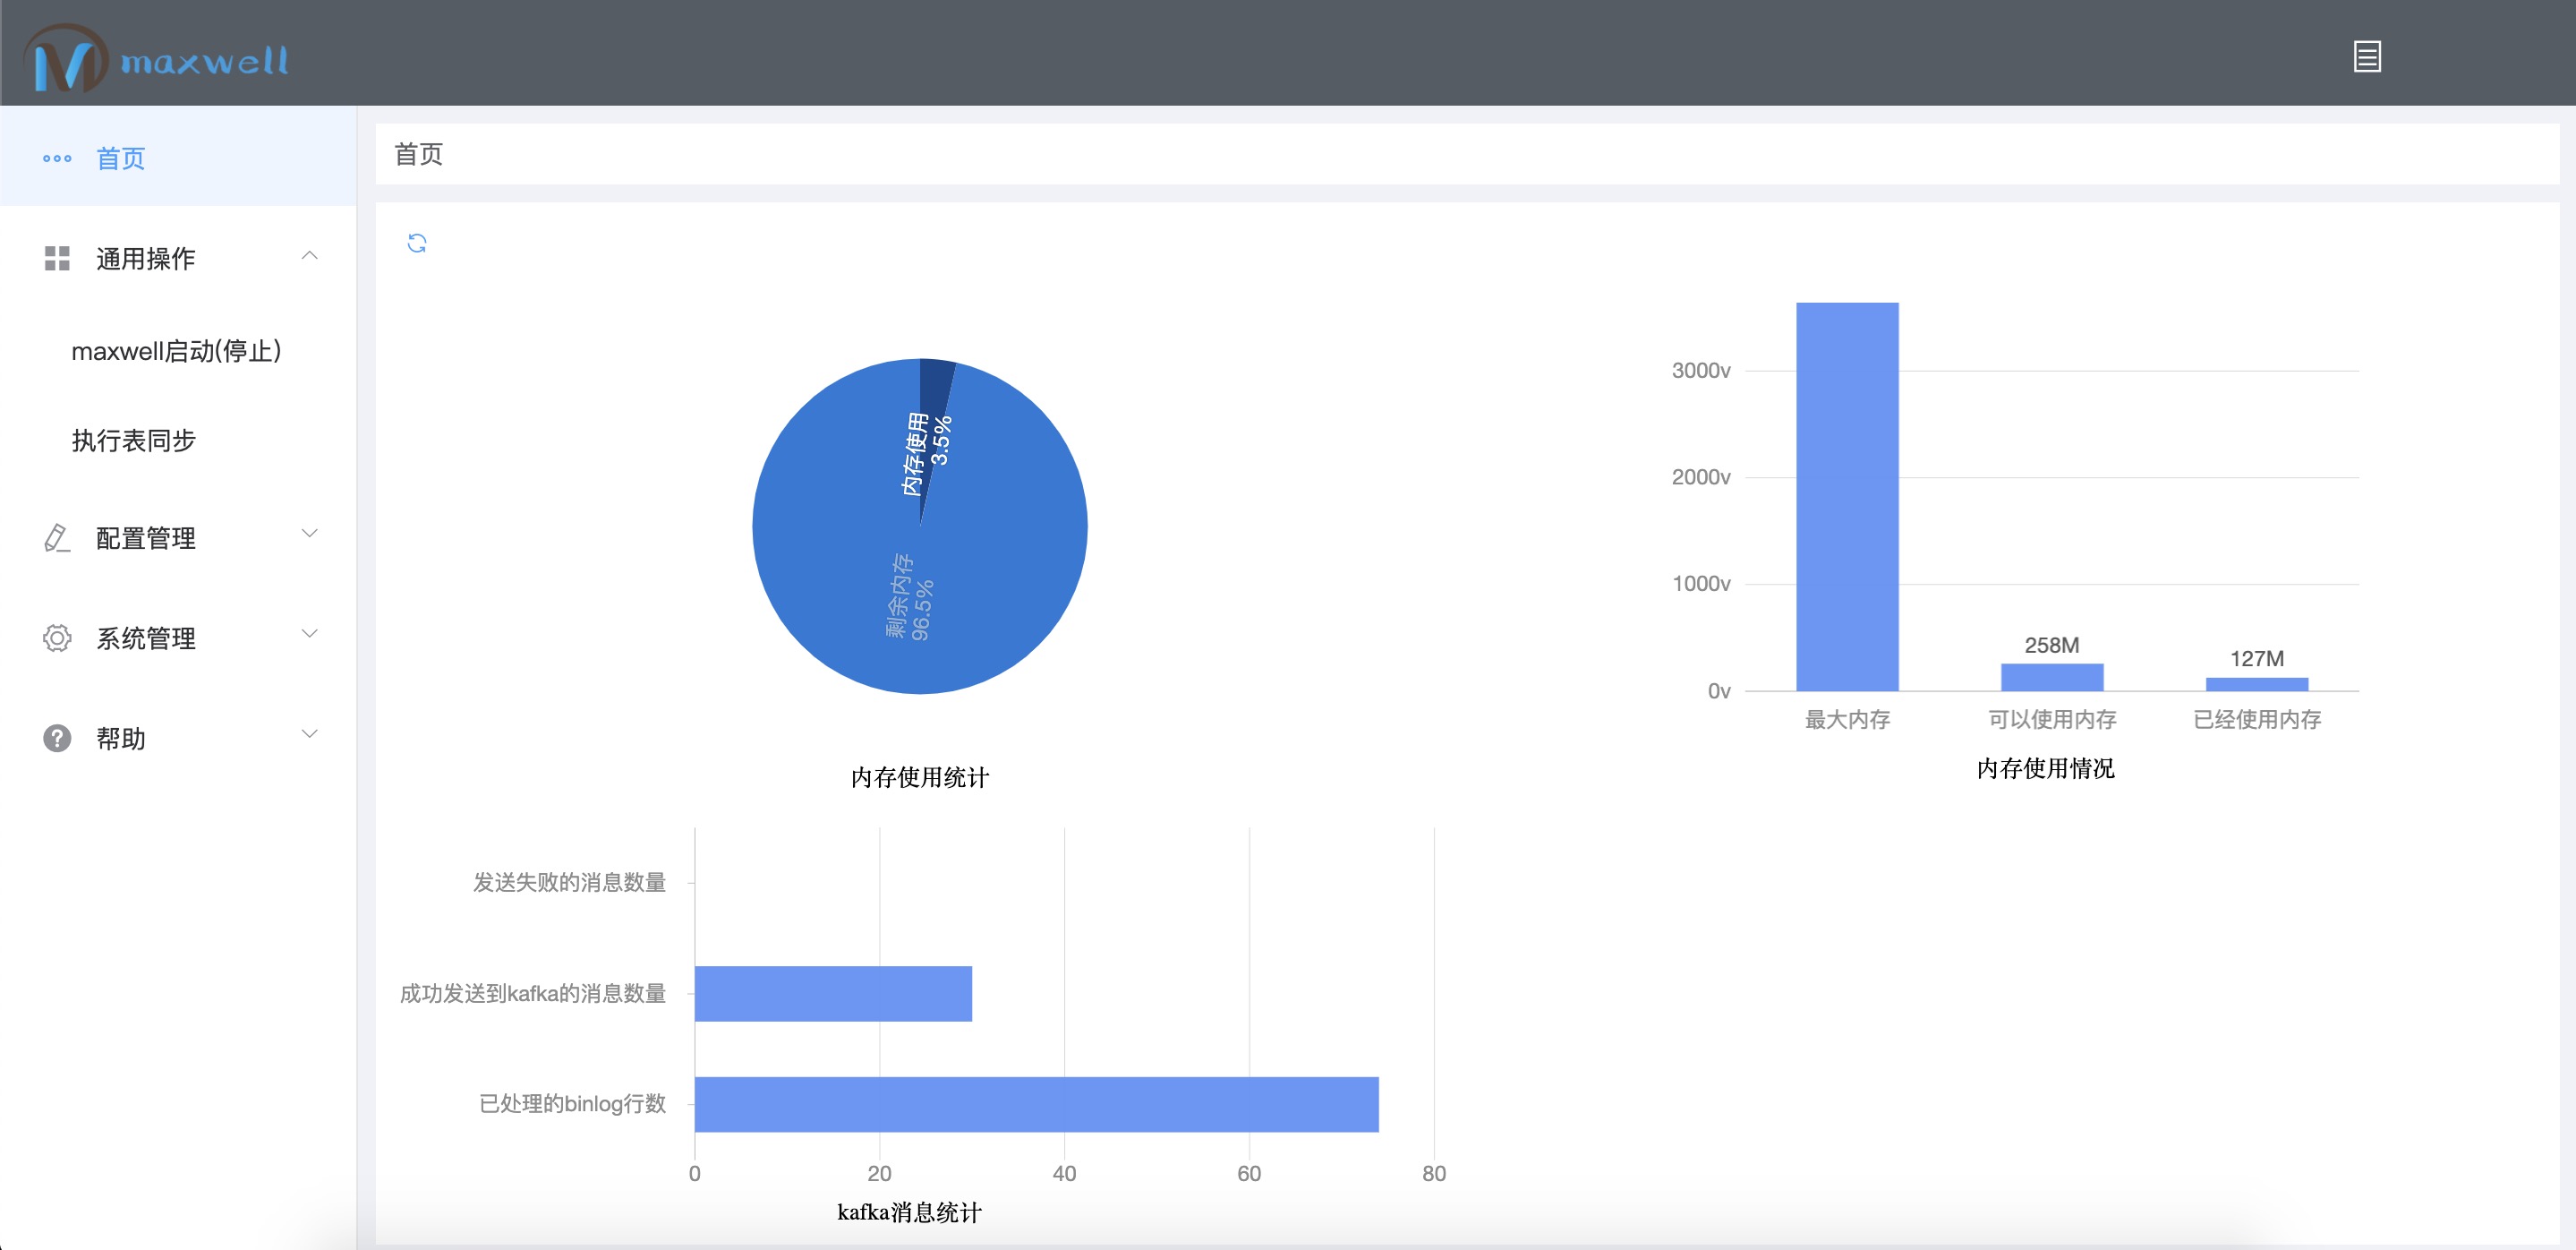 maxwell
首页
通用操作
maxwell启动(停止)
执行表同步
配置管理
系统管理
帮助
首页
内存使用
3.5%
剩余内存
96.5%
内存使用统计
3000v
2000v
1000v
0v
258M
127M
最大内存
可以使用内存
已经使用内存
内存使用情况
发送失败的消息数量
成功发送到kafka的消息数量
已处理的binlog行数
0
20
40
60
80
kafka消息统计